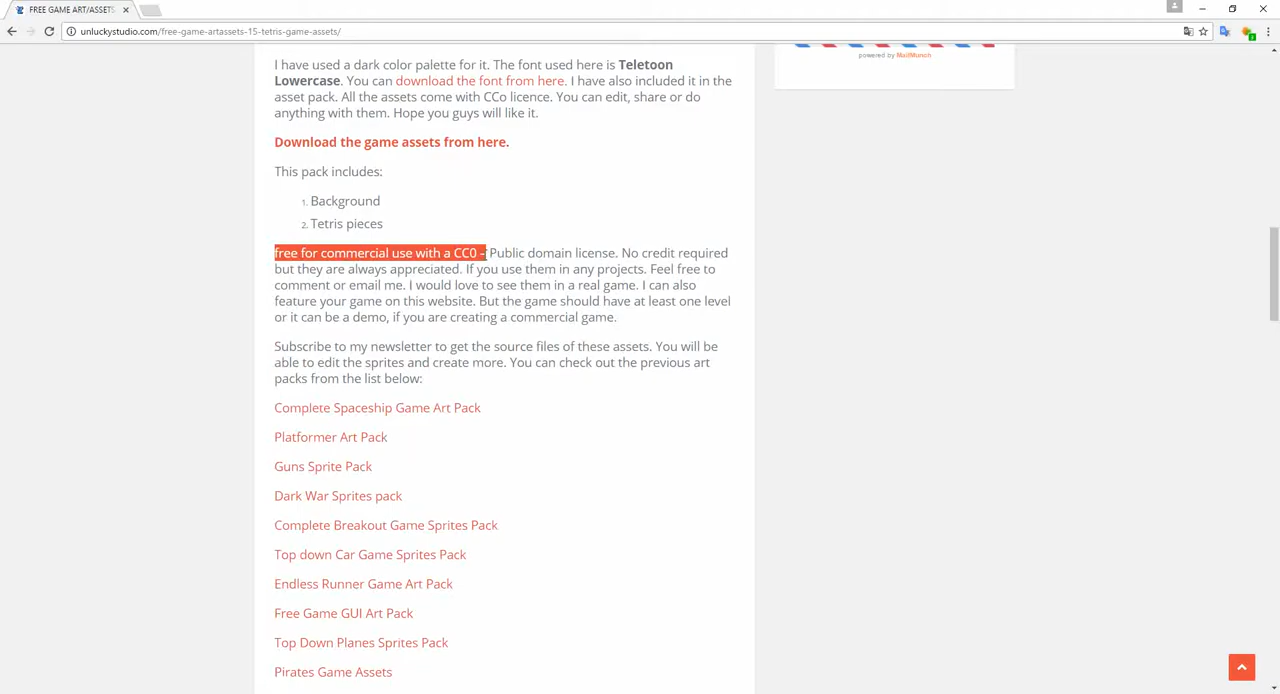 FREE GAME ART/ASSETS
unluckystudio.com/free-game-artassets-15-tetris-game-assets/
I have used a dark color palette for it. The font used here is Teletoon
Lowercase. You can download the font from here. I have also included it in the
asset pack. All the assets come with CCo licence. You can edit, share or do
anything with them. Hope you guys will like it.
powered by MailMunch
Download the game assets from here.
This pack includes:
1. Background
2. Tetris pieces
free for commercial use with a CC0 - Public domain license. No credit required
but they are always appreciated. If you use them in any projects. Feel free to
comment or email me. I would love to see them in a real game. I can also
feature your game on this website. But the game should have at least one level
or it can be a demo, if you are creating a commercial game.
Subscribe to my newsletter to get the source files of these assets. You will be
able to edit the sprites and create more. You can check out the previous art
packs from the list below:
Complete Spaceship Game Art Pack
Platformer Art Pack
Guns Sprite Pack
Dark War Sprites pack
Complete Breakout Game Sprites Pack
Top down Car Game Sprites Pack
Endless Runner Game Art Pack
Free Game GUI Art Pack
Top Down Planes Sprites Pack
Pirates Game Assets